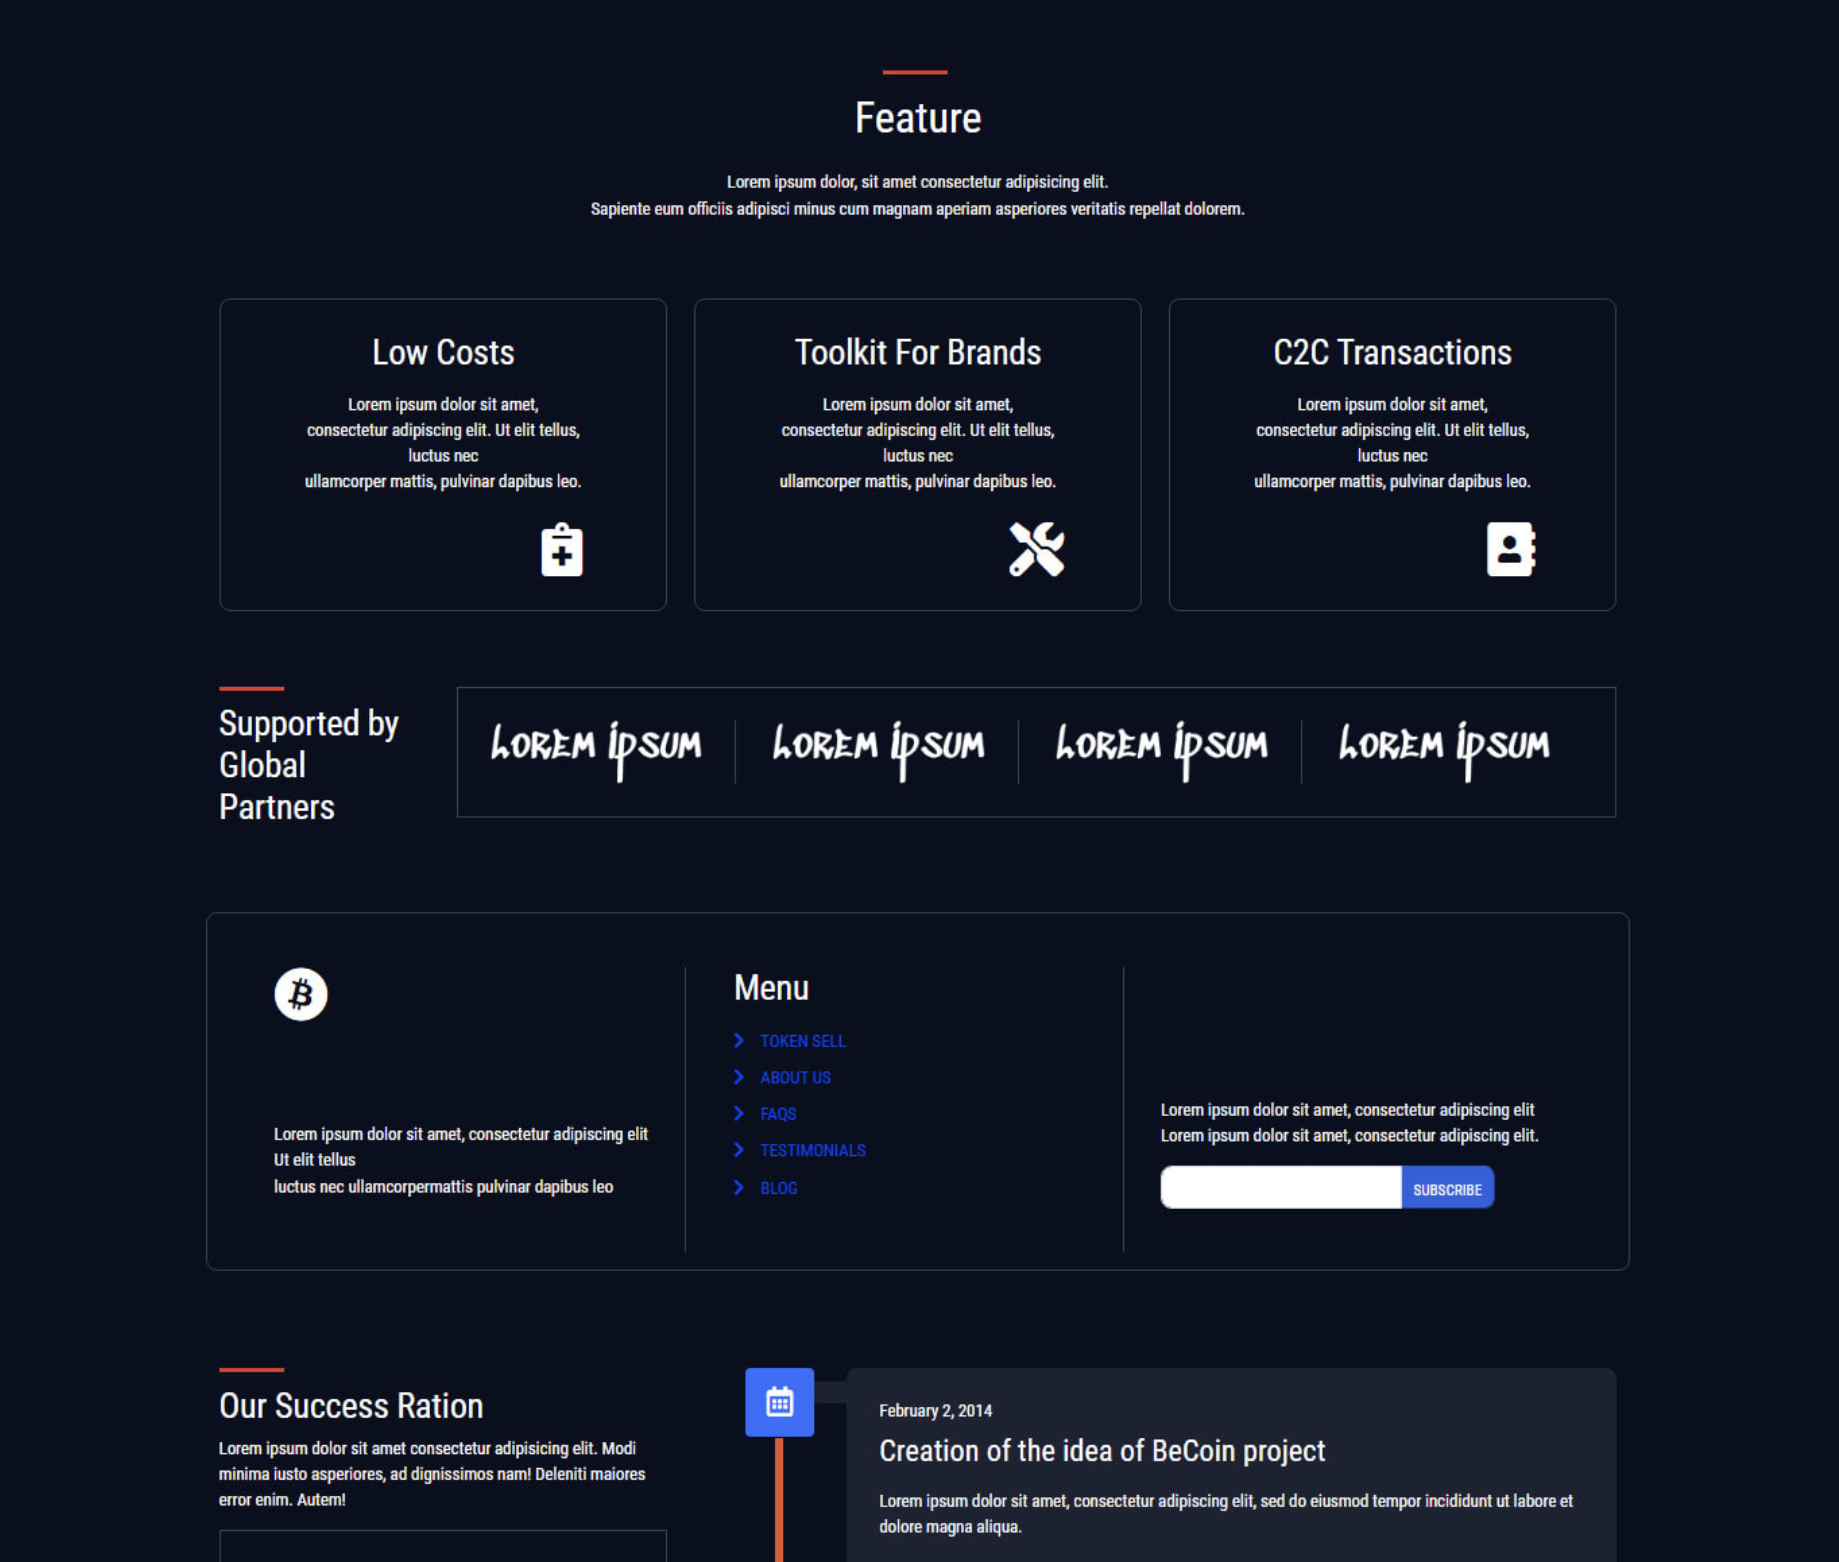 Feature
Lorem ipsum dolor, sit amet consectetur adipisicing elit.
Sapiente eum officiis adipisci minus cum magnam aperiam asperiores veritatis repellat dolorem.
Low Costs
Lorem ipsum dolor sit amet,
consectetur adipiscing elit. Ut elit tellus,
luctus nec
ullamcorper mattis, pulvinar dapibus leo.
Toolkit For Brands
Lorem ipsum dolor sit amet,
consectetur adipiscing elit. Ut elit tellus,
luctus nec
ullamcorper mattis, pulvinar dapibus leo.
C2C Transactions
Lorem ipsum dolor sit amet,
consectetur adipiscing elit. Ut elit tellus,
luctus nec
ullamcorper mattis, pulvinar dapibus leo.
Supported by
Global
Partners
LOREM ipSUM
LOREM ipSUM
LOREM ipSUM
LOREM ipSUM
Lorem ipsum dolor sit amet, consectetur adipiscing elit
Ut elit tellus
luctus nec ullamcorpermattis pulvinar dapibus leo
Menu
TOKEN SELL
ABOUT US
FAQS
TESTIMONIALS
BLOG
Lorem ipsum dolor sit amet, consectetur adipiscing elit
Lorem ipsum dolor sit amet, consectetur adipiscing elit.
SUBSCRIBE
Our Success Ration
Lorem ipsum dolor sit amet consectetur adipisicing elit. Modi
minima iusto asperiores, ad dignissimos nam! Deleniti maiores
error enim. Autem!
February 2, 2014
Creation of the idea of BeCoin project
Lorem ipsum dolor sit amet, consectetur adipiscing elit, sed do eiusmod tempor incididunt ut labore et
dolore magna aliqua.